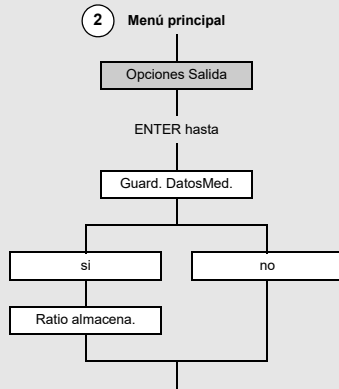 2 Menú principal
Opciones Salida
ENTER hasta
Guard. DatosMed.
si no
Ratio almacena.